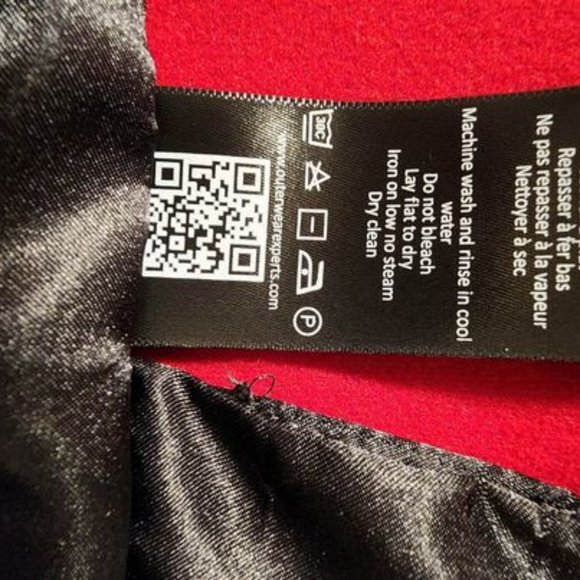 Repasser à fer bas
Ne pas repasser à la vapeur
Nettoyer à sec
Machine wash and rinse in cool
water
Do not bleach
Lay flat to dry
Iron on low no steam
Dry clean
30C
P
www.outerwearexperts.com